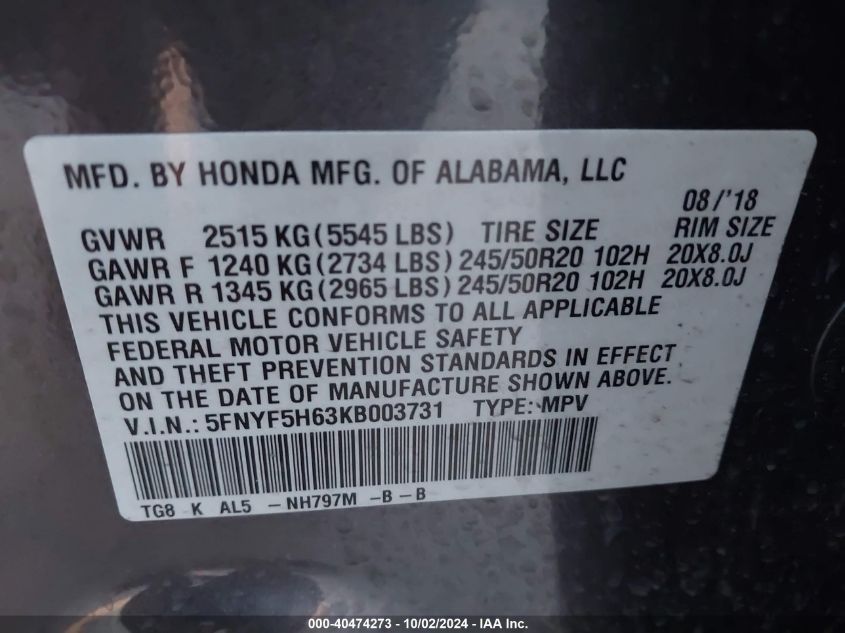 MFD. BY HONDA MFG. OF ALABAMA, LLC
08/'18
GVWR 2515 KG (5545 LBS) TIRE SIZE RIM SIZE
GAWR F 1240 KG (2734 LBS) 245/50R20 102H 20X8.0J
GAWR R 1345 KG (2965 LBS) 245/50R20 102H 20X8.0J
THIS VEHICLE CONFORMS TO ALL APPLICABLE
FEDERAL MOTOR VEHICLE SAFETY
AND THEFT PREVENTION STANDARDS IN EFFECT
ON THE DATE OF MANUFACTURE SHOWN ABOVE.
V.I.N.: 5FNYF5H63KB003731 TYPE: MPV
TG8 K AL5 -NH797M -B-B
000-40474273 - 10/02/2024 - IAA Inc.